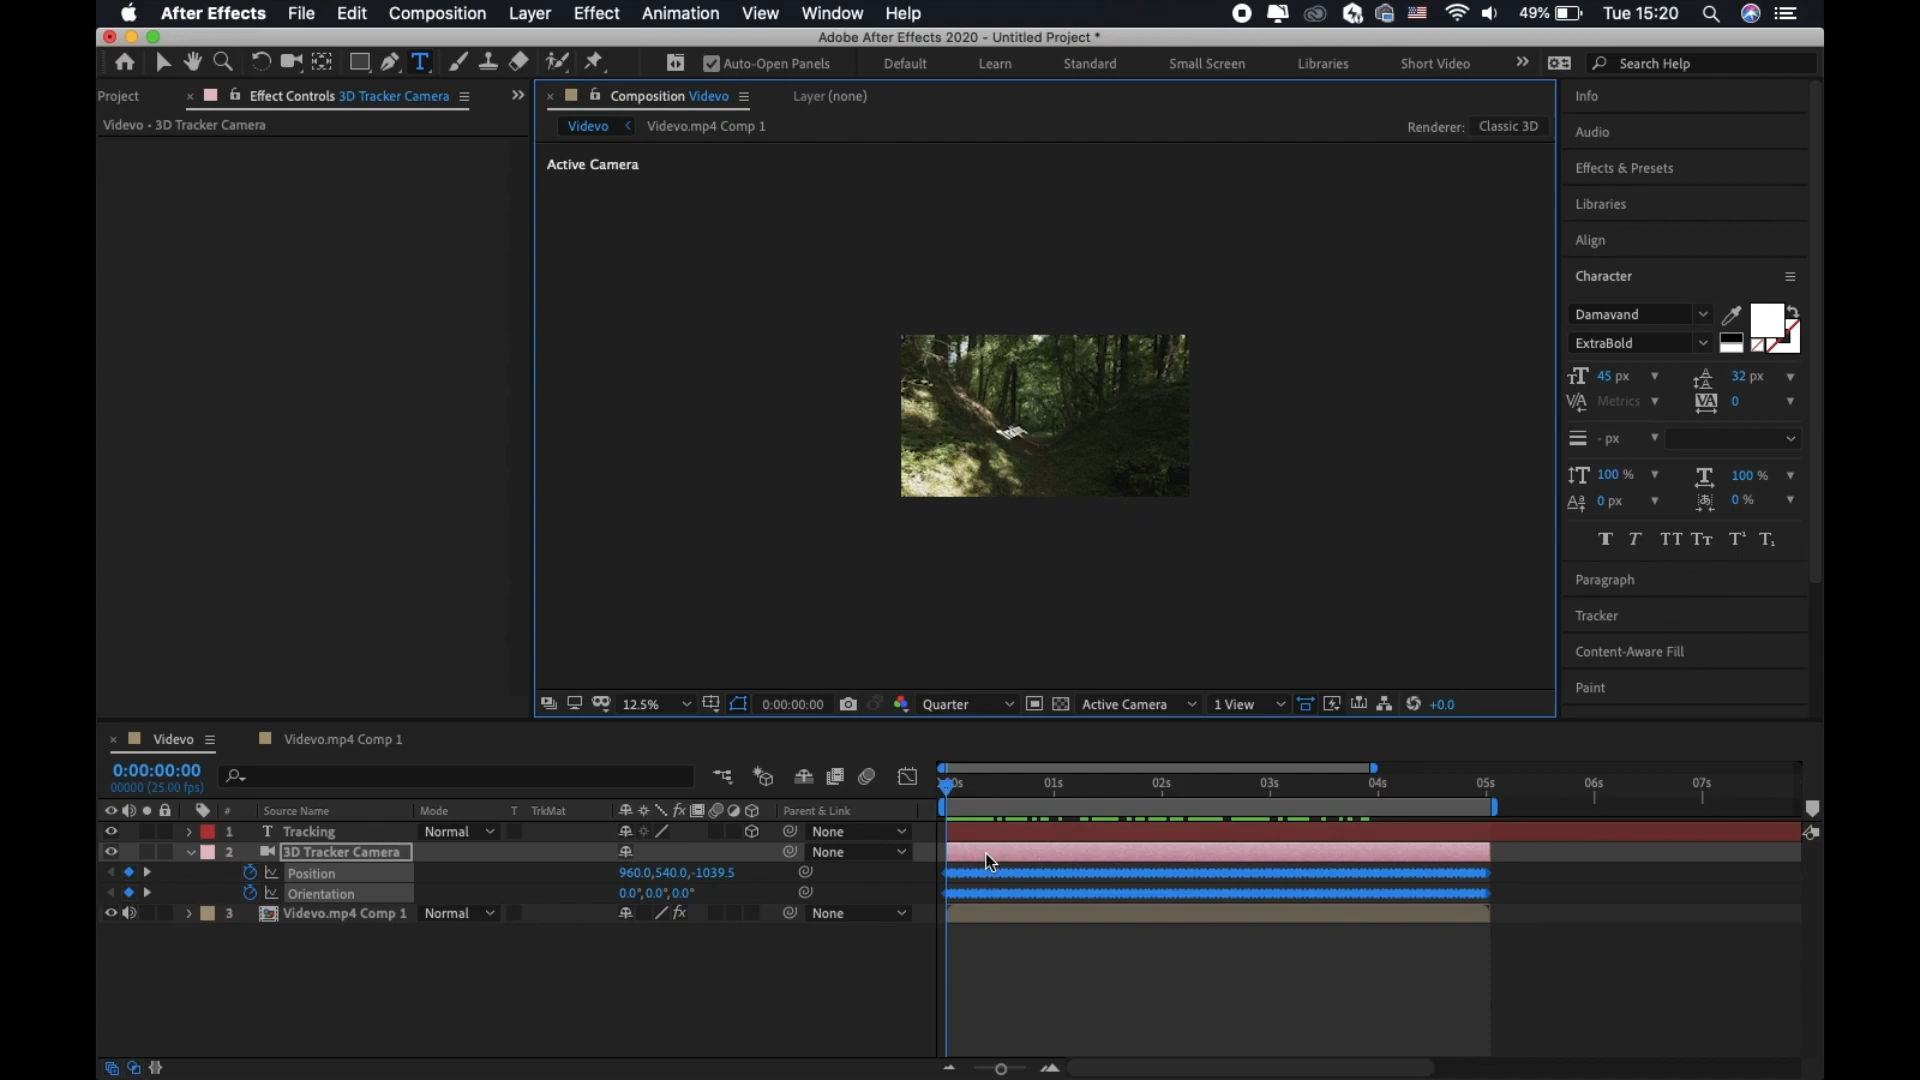 After Effects File Edit Composition Layer Effect Animation View Window Help 49% Tue 15:20
Adobe After Effects 2020 - Untitled Project *
Auto-Open Panels Default Learn Standard Small Screen Libraries Short Video Search Help
Project Effect Controls 3D Tracker Camera
Videvo • 3D Tracker Camera
Composition Videvo Layer (none)
Videvo Videvo.mp4 Comp 1 Renderer: Classic 3D
Active Camera
12.5% 0:00:00:00 Quarter Active Camera 1 View +0.0
Info
Audio
Effects & Presets
Libraries
Align
Character
Damavand
ExtraBold
45 px 32 px
Metrics 0
- px
100 % 100 %
0 px 0 %
Paragraph
Tracker
Content-Aware Fill
Paint
Videvo Videvo.mp4 Comp 1
0:00:00:00
00000 (25.00 fps)
01s 02s 03s 04s 05s 06s 07s
# Source Name Mode T TrkMat Parent & Link
1 T Tracking Normal None
2 3D Tracker Camera None
Position 960.0,540.0,-1039.5
Orientation 0.0°,0.0°,0.0°
3 Videvo.mp4 Comp 1 Normal None